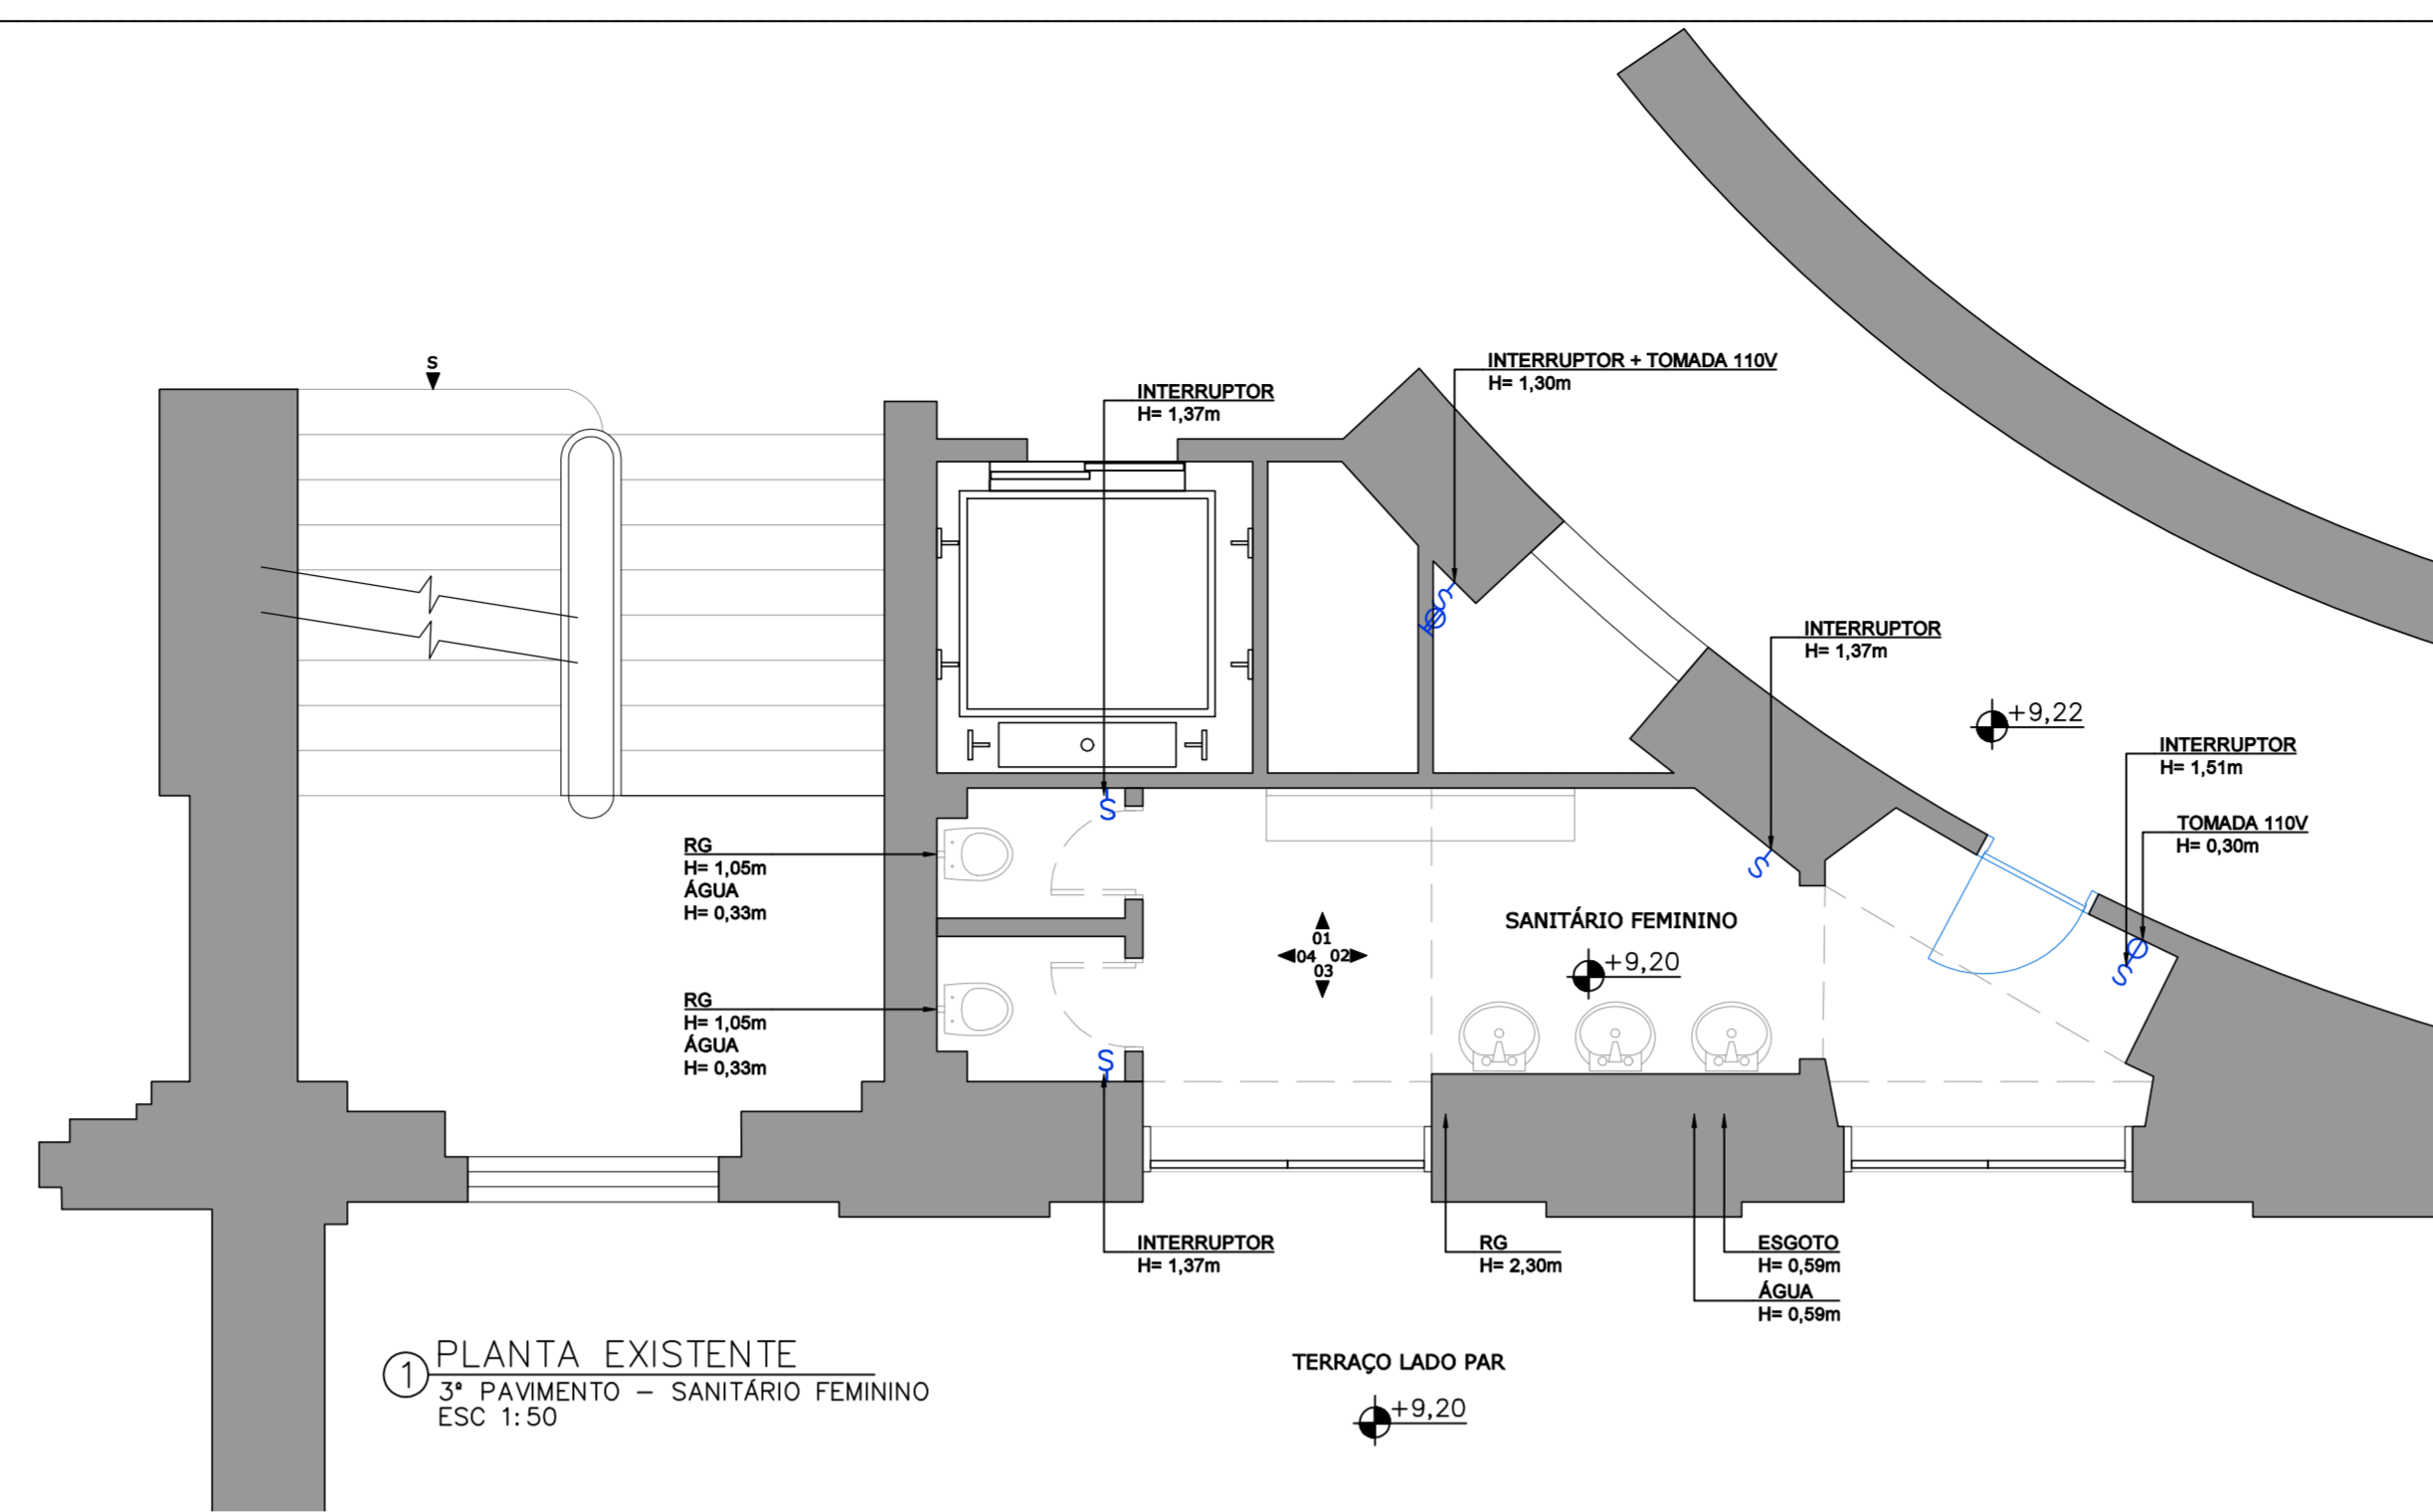 S
INTERRUPTOR + TOMADA 110V
H= 1,30m
INTERRUPTOR
H= 1,37m
INTERRUPTOR
H= 1,37m
+9,22
INTERRUPTOR
H= 1,51m
TOMADA 110V
H= 0,30m
S
S
S
S
S
RG
H= 1,05m
ÁGUA
H= 0,33m
SANITÁRIO FEMININO
+9,20
01
04 02
03
RG
H= 1,05m
ÁGUA
H= 0,33m
INTERRUPTOR
H= 1,37m
RG
H= 2,30m
ESGOTO
H= 0,59m
ÁGUA
H= 0,59m
1 PLANTA EXISTENTE
3º PAVIMENTO – SANITÁRIO FEMININO
ESC 1:50
TERRAÇO LADO PAR
+9,20